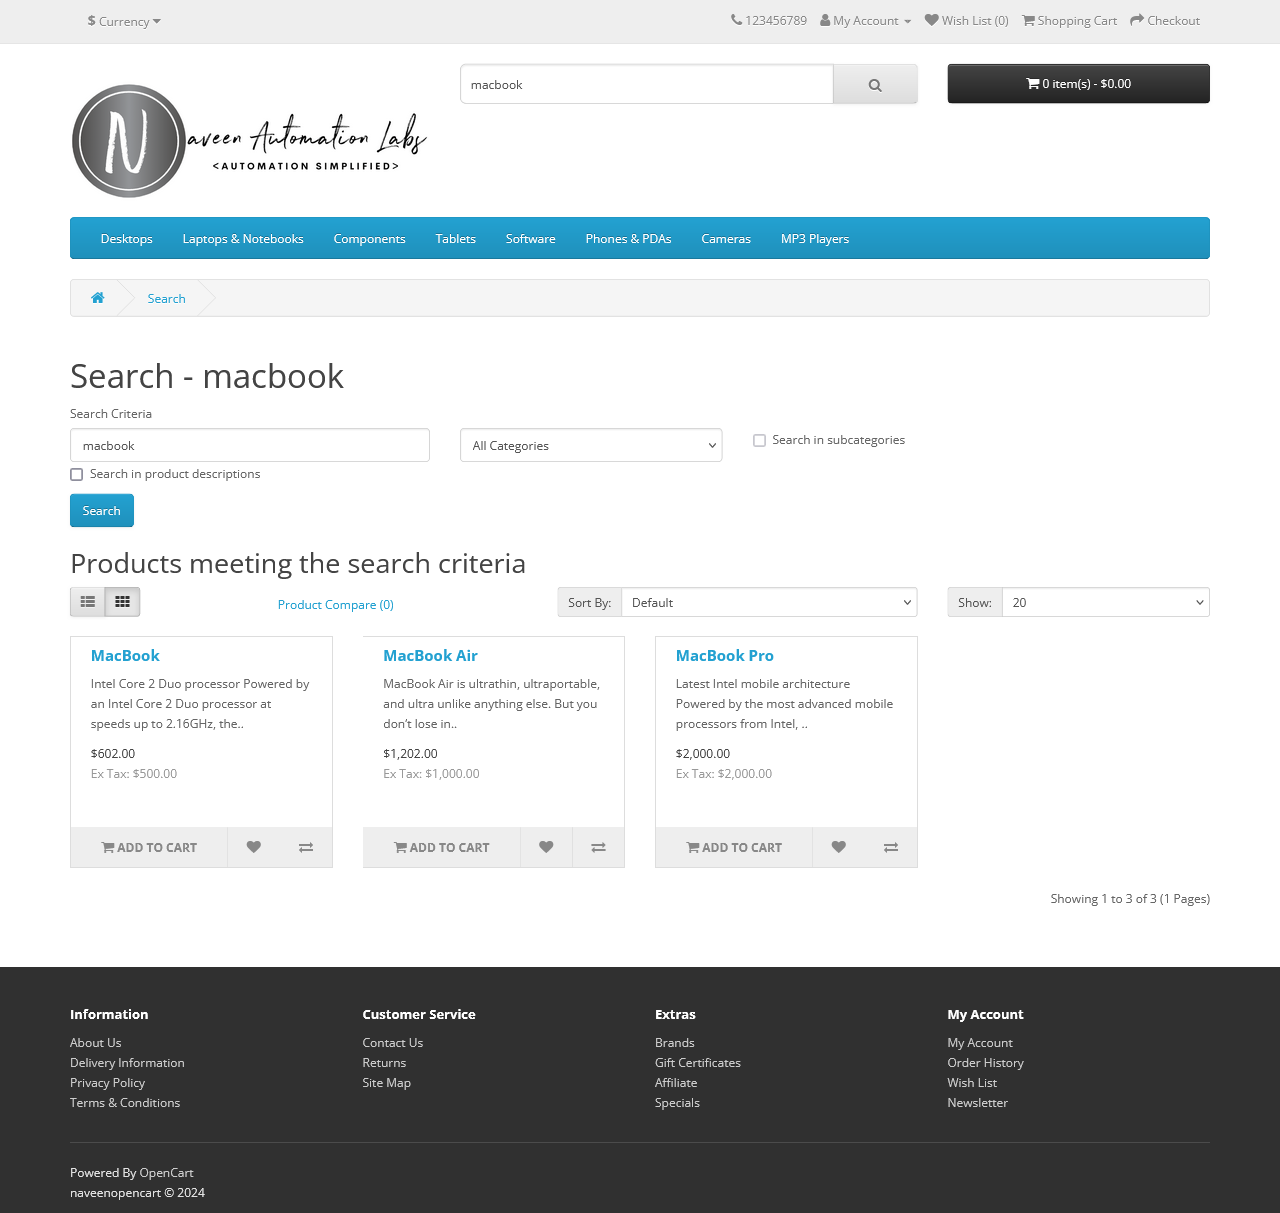 $ Currency
123456789 My Account Wish List (0) Shopping Cart Checkout
macbook
0 item(s) - $0.00
N
aveen Automation Labs
<AUTOMATION SIMPLIFIED>
Desktops Laptops & Notebooks Components Tablets Software Phones & PDAs Cameras MP3 Players
Search
Search - macbook
Search Criteria
macbook All Categories Search in subcategories
Search in product descriptions
Search
Products meeting the search criteria
Product Compare (0) Sort By: Default Show: 20
MacBook
Intel Core 2 Duo processor Powered by
an Intel Core 2 Duo processor at
speeds up to 2.16GHz, the..
$602.00
Ex Tax: $500.00
ADD TO CART
MacBook Air
MacBook Air is ultrathin, ultraportable,
and ultra unlike anything else. But you
don’t lose in..
$1,202.00
Ex Tax: $1,000.00
ADD TO CART
MacBook Pro
Latest Intel mobile architecture
Powered by the most advanced mobile
processors from Intel, ..
$2,000.00
Ex Tax: $2,000.00
ADD TO CART
Showing 1 to 3 of 3 (1 Pages)
Information
About Us
Delivery Information
Privacy Policy
Terms & Conditions
Customer Service
Contact Us
Returns
Site Map
Extras
Brands
Gift Certificates
Affiliate
Specials
My Account
My Account
Order History
Wish List
Newsletter
Powered By OpenCart
naveenopencart © 2024